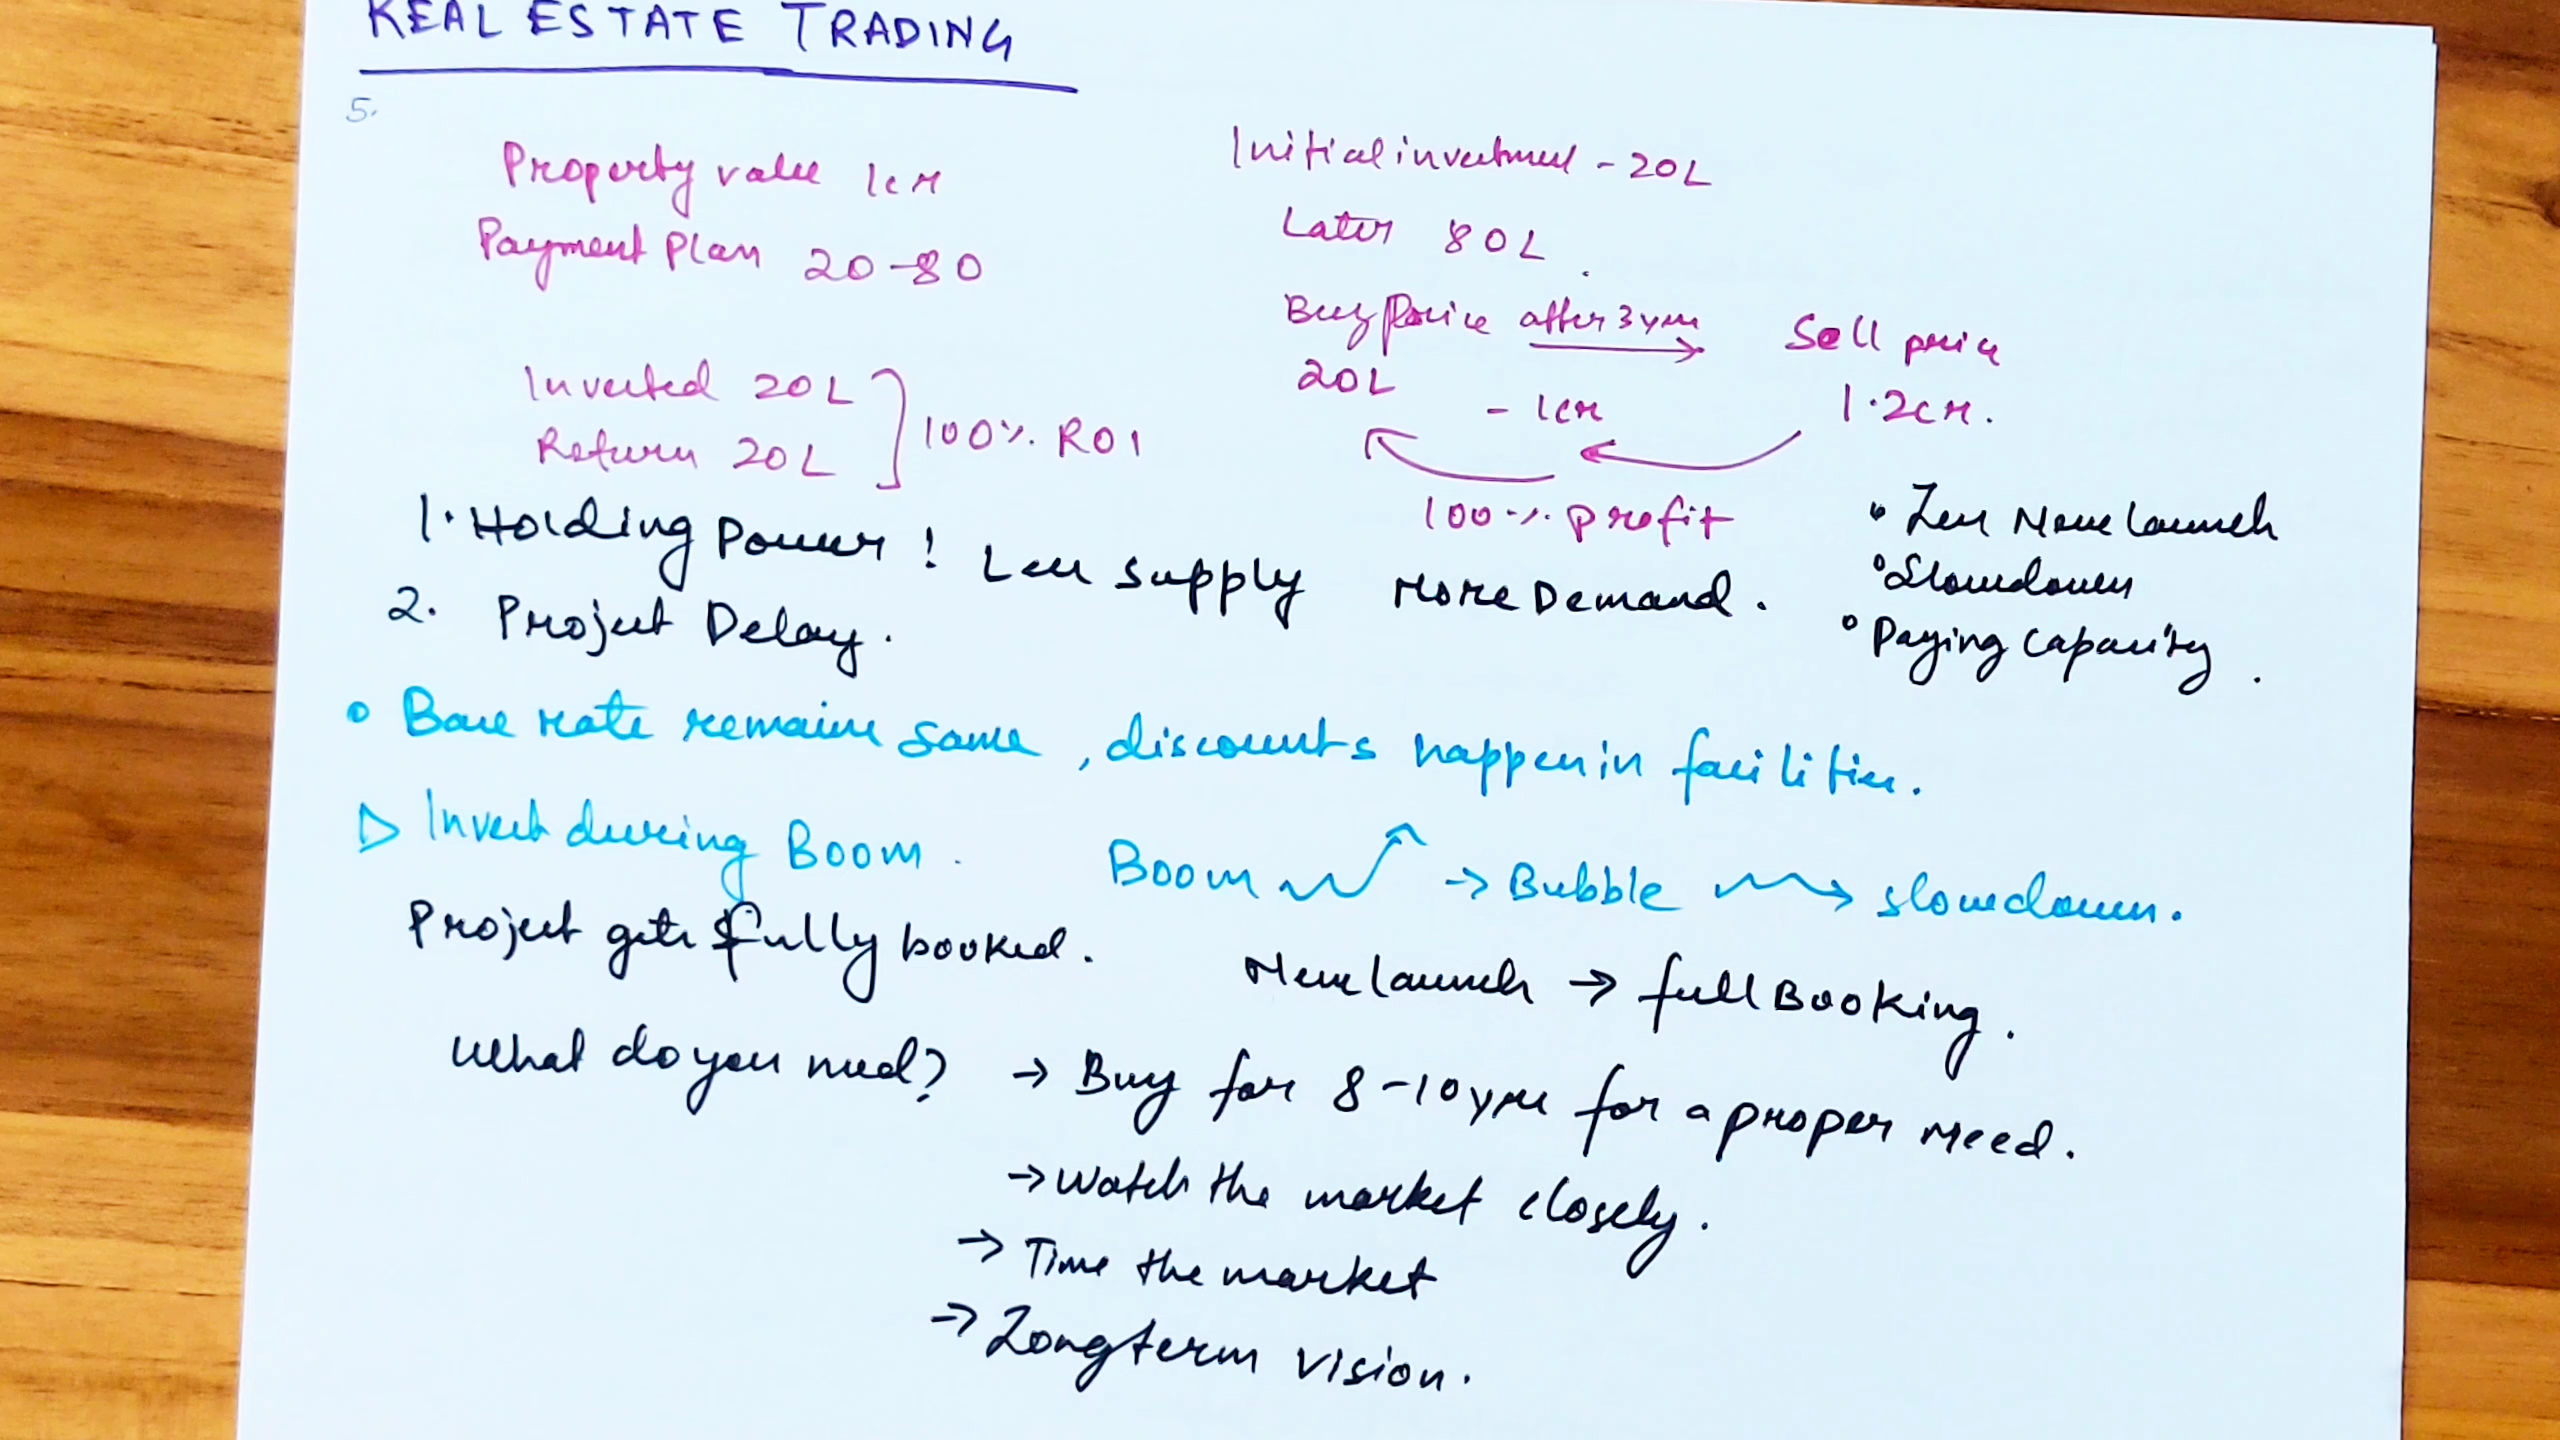 REAL ESTATE TRADING
5.
Property value 1cr
Payment Plan 20-80
Invested 20L
Return 20L
100% ROI
Initial investment - 20L
Later 80L.
Buy Price after 3 yrs → Sell price
20L - 1cr 1.2cr.
100% profit
1. Holding Power! Less supply More Demand.
2. Project Delay.
• Less New launch
• Slowdown
• Paying capacity.
• Base rate remains same, discounts happen in facilities.
▷ Invest during Boom. Boom → Bubble → slowdown.
Project gets fully booked. New launch → full Booking.
What do you need? → Buy for 8-10 yrs for a proper need.
→ Watch the market closely.
→ Time the market
→ Long term vision.